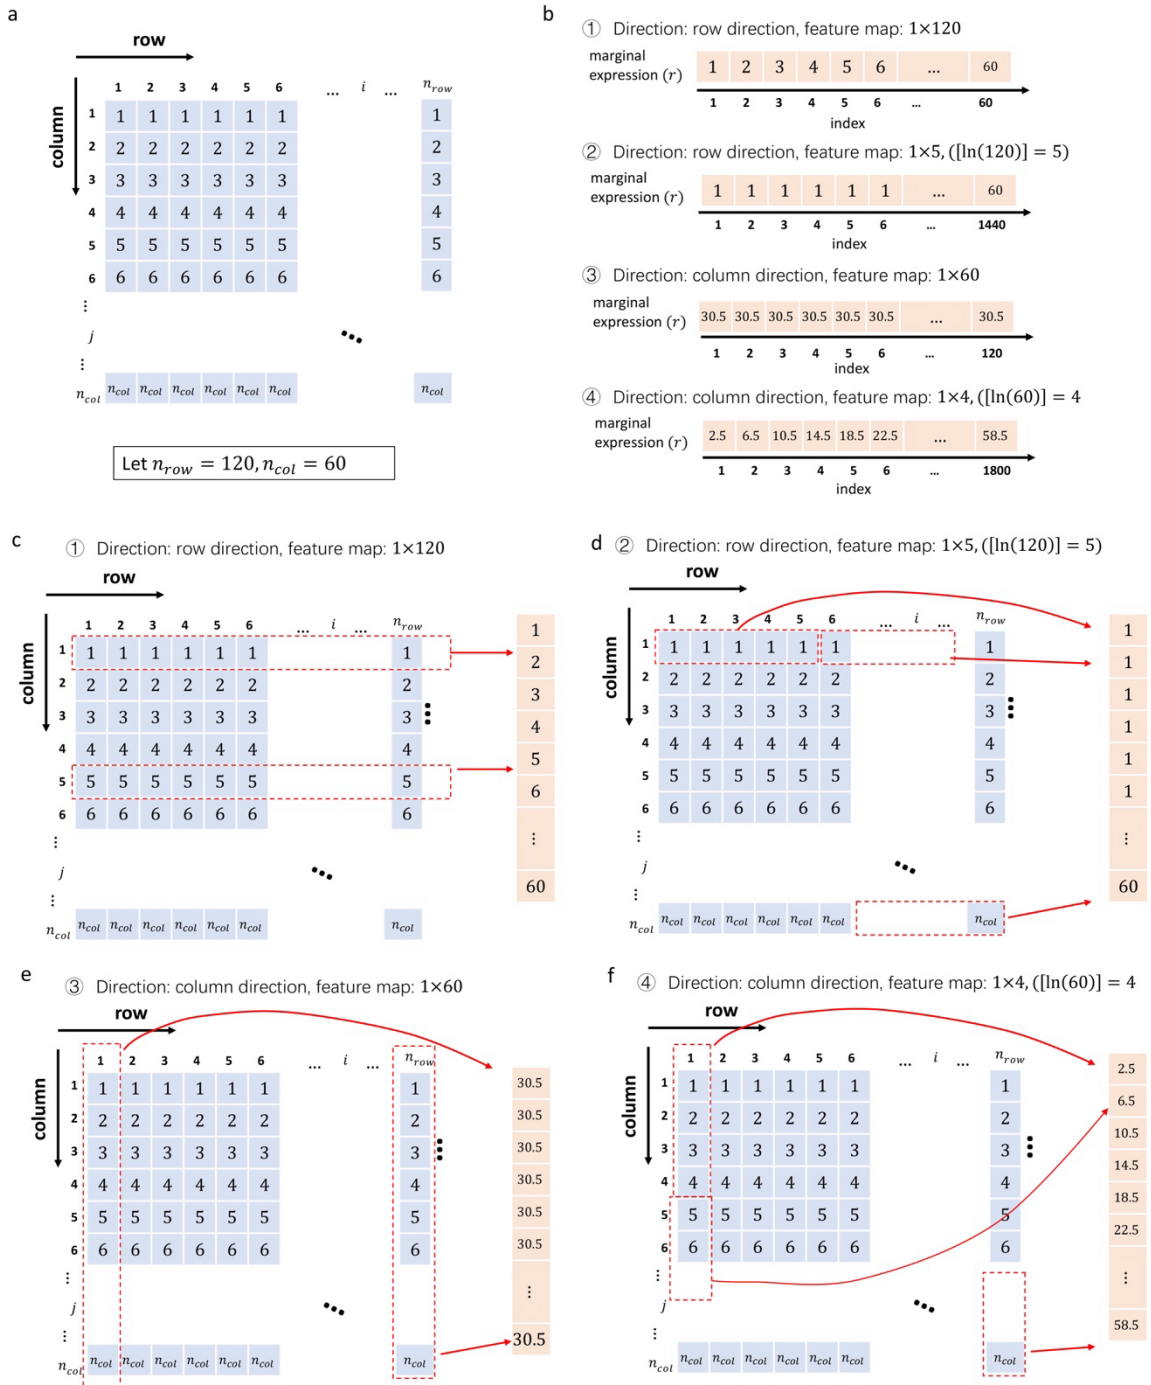 a
row
column
1 2 3 4 5 6 ... i ... n_row
1 1 1 1 1 1 1 1
2 2 2 2 2 2 2 2
3 3 3 3 3 3 3 3
4 4 4 4 4 4 4 4
5 5 5 5 5 5 5 5
6 6 6 6 6 6 6 6
⋮
j
⋮
n_col n_col n_col n_col n_col n_col n_col n_col
Let n_row = 120, n_col = 60
b
① Direction: row direction, feature map: 1×120
marginal
expression (r)
1 2 3 4 5 6 ... 60
1 2 3 4 5 6 ... 60
index
② Direction: row direction, feature map: 1×5, ([ln(120)] = 5)
marginal
expression (r)
1 1 1 1 1 1 ... 60
1 2 3 4 5 6 ... 1440
index
③ Direction: column direction, feature map: 1×60
marginal
expression (r)
30.5 30.5 30.5 30.5 30.5 30.5 ... 30.5
1 2 3 4 5 6 ... 120
index
④ Direction: column direction, feature map: 1×4, ([ln(60)] = 4
marginal
expression (r)
2.5 6.5 10.5 14.5 18.5 22.5 ... 58.5
1 2 3 4 5 6 ... 1800
index
c
① Direction: row direction, feature map: 1×120
row
column
1 2 3 4 5 6 ... i ... n_row
1 1 1 1 1 1 1 1
2 2 2 2 2 2 2 2
3 3 3 3 3 3 3 3
4 4 4 4 4 4 4 4
5 5 5 5 5 5 5 5
6 6 6 6 6 6 6 6
⋮
j
⋮
n_col n_col n_col n_col n_col n_col n_col n_col
1
2
3
4
5
6
⋮
60
d
② Direction: row direction, feature map: 1×5, ([ln(120)] = 5)
row
column
1 2 3 4 5 6 ... i ... n_row
1 1 1 1 1 1 1 1
2 2 2 2 2 2 2 2
3 3 3 3 3 3 3 3
4 4 4 4 4 4 4 4
5 5 5 5 5 5 5 5
6 6 6 6 6 6 6 6
⋮
j
⋮
n_col n_col n_col n_col n_col n_col n_col n_col
1
1
1
1
1
1
⋮
60
e
③ Direction: column direction, feature map: 1×60
row
column
1 2 3 4 5 6 ... i ... n_row
1 1 1 1 1 1 1 1
2 2 2 2 2 2 2 2
3 3 3 3 3 3 3 3
4 4 4 4 4 4 4 4
5 5 5 5 5 5 5 5
6 6 6 6 6 6 6 6
⋮
j
⋮
n_col n_col n_col n_col n_col n_col n_col n_col
30.5
30.5
30.5
30.5
30.5
30.5
⋮
30.5
f
④ Direction: column direction, feature map: 1×4, ([ln(60)] = 4
row
column
1 2 3 4 5 6 ... i ... n_row
1 1 1 1 1 1 1 1
2 2 2 2 2 2 2 2
3 3 3 3 3 3 3 3
4 4 4 4 4 4 4 4
5 5 5 5 5 5 5 5
6 6 6 6 6 6 6 6
⋮
j
⋮
n_col n_col n_col n_col n_col n_col n_col n_col
2.5
6.5
10.5
14.5
18.5
22.5
⋮
58.5